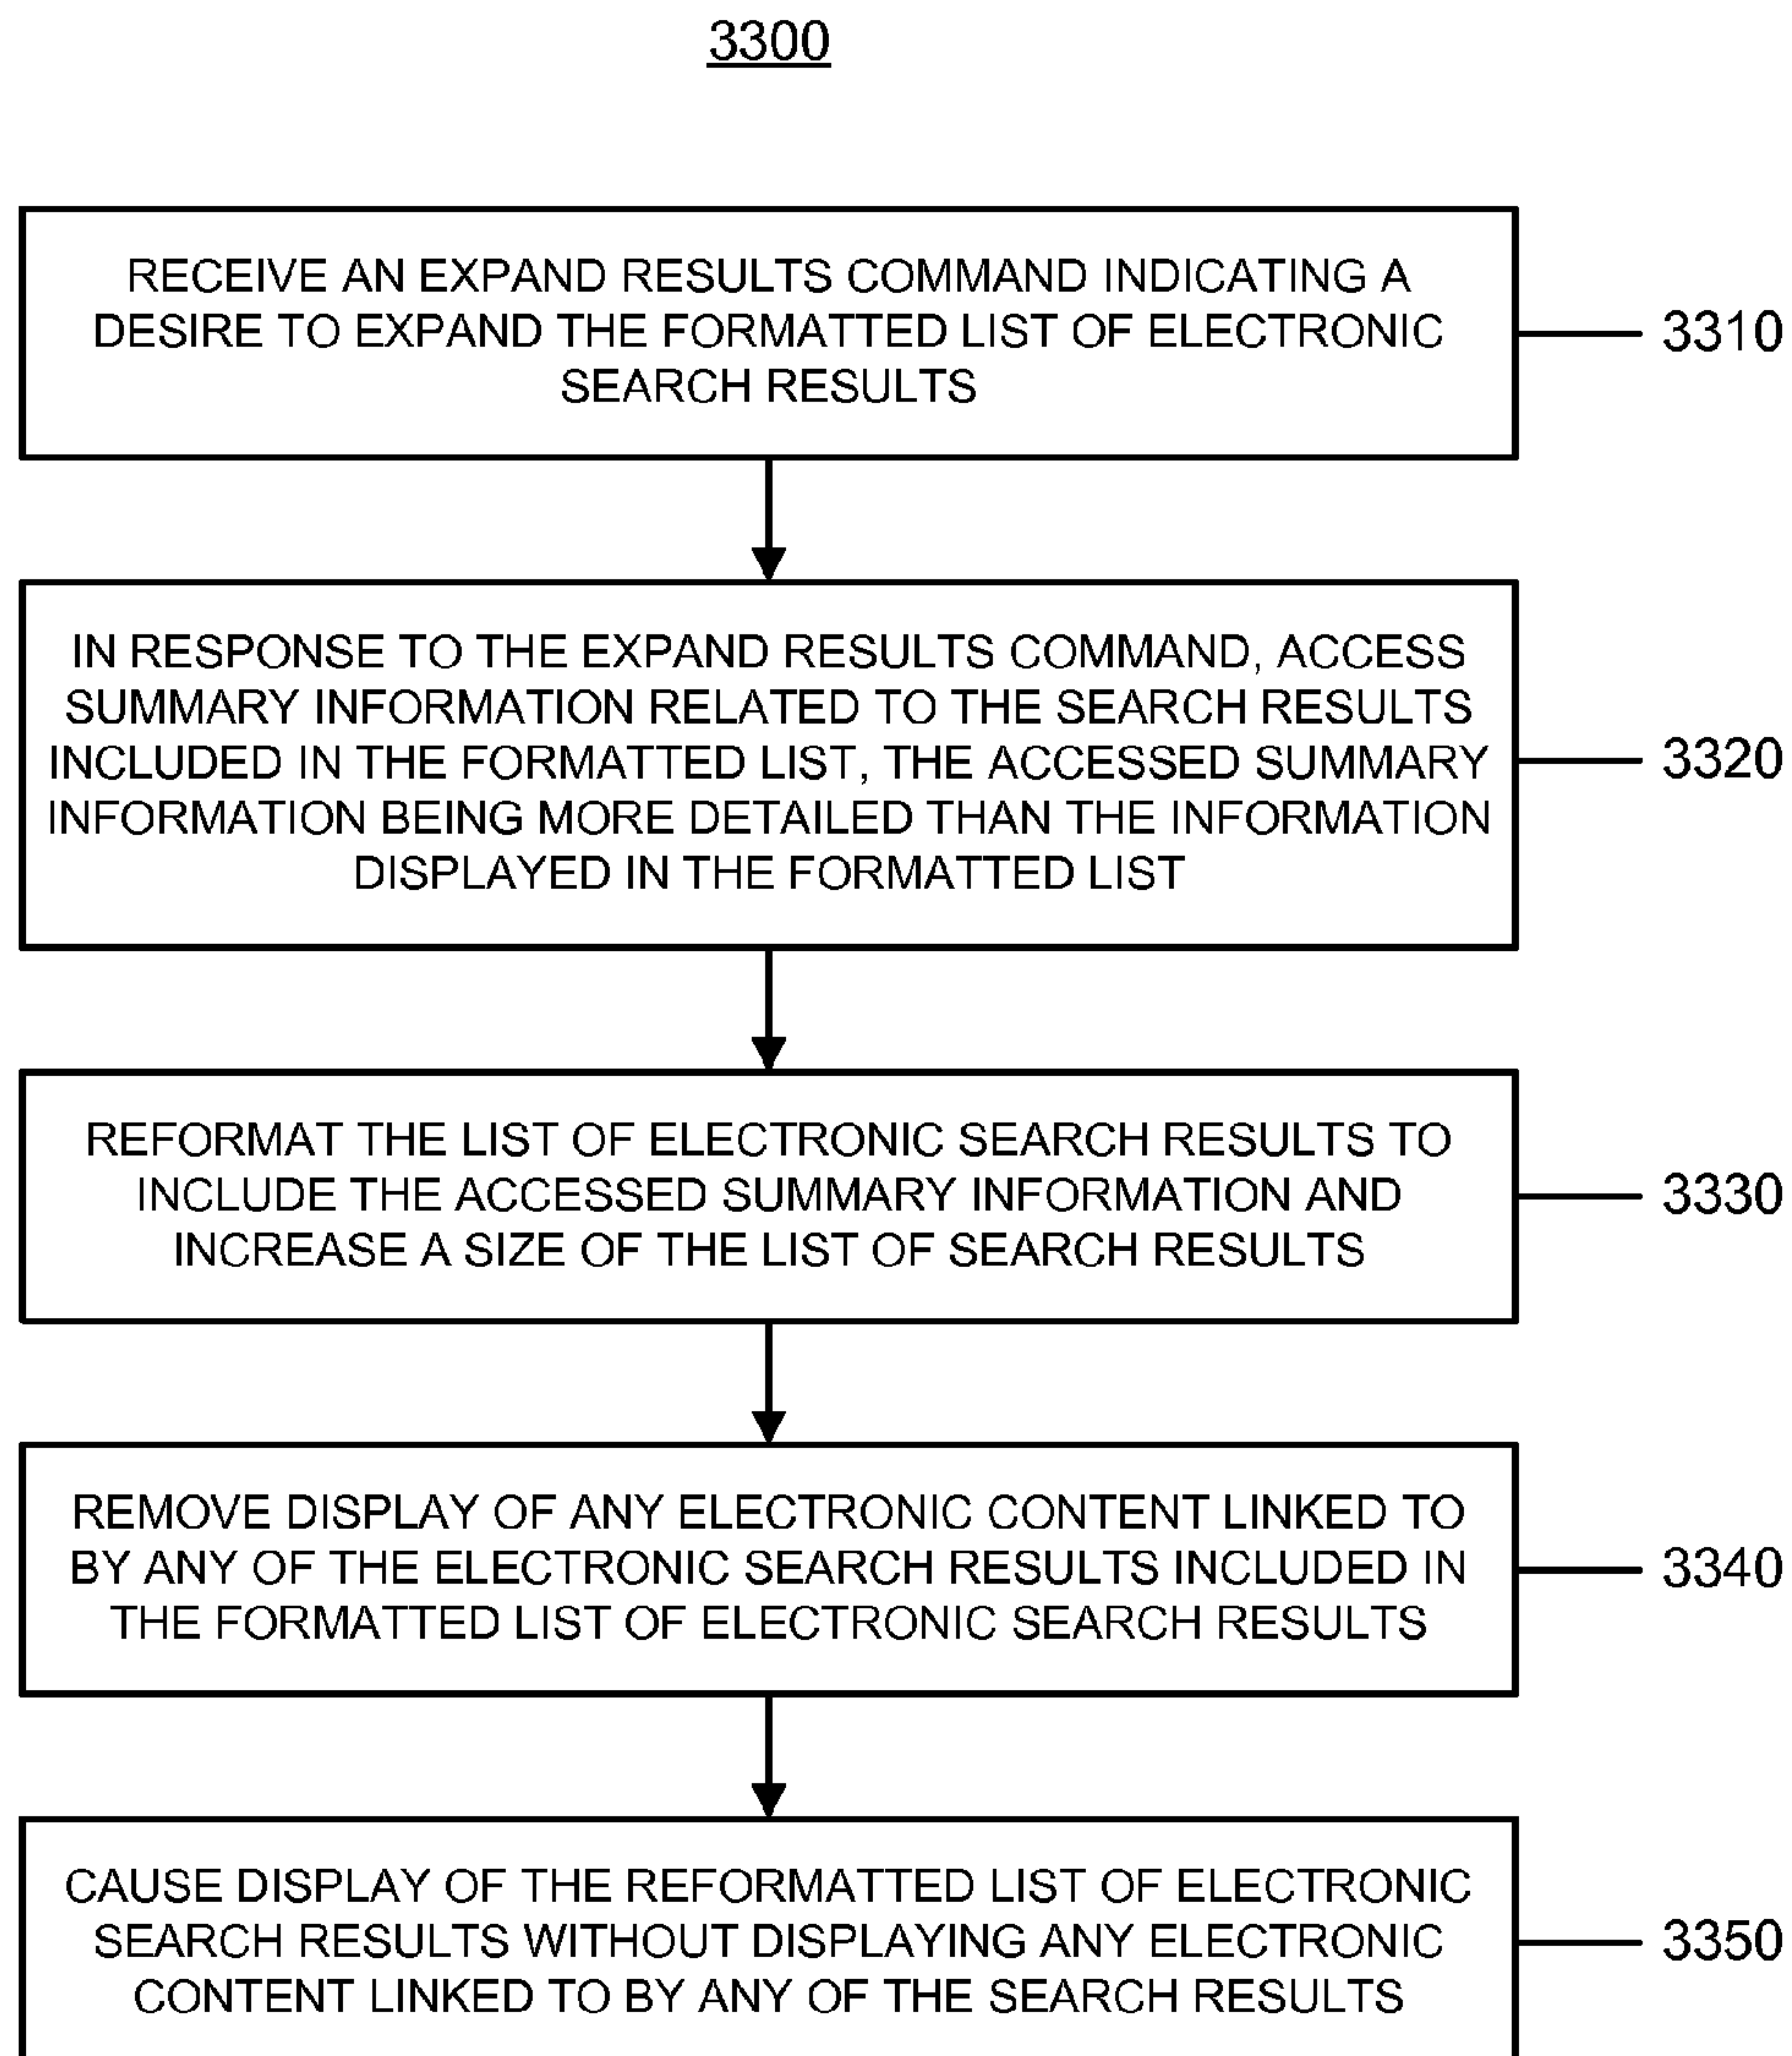 3300
RECEIVE AN EXPAND RESULTS COMMAND INDICATING A
DESIRE TO EXPAND THE FORMATTED LIST OF ELECTRONIC
SEARCH RESULTS
3310
IN RESPONSE TO THE EXPAND RESULTS COMMAND, ACCESS
SUMMARY INFORMATION RELATED TO THE SEARCH RESULTS
INCLUDED IN THE FORMATTED LIST, THE ACCESSED SUMMARY
INFORMATION BEING MORE DETAILED THAN THE INFORMATION
DISPLAYED IN THE FORMATTED LIST
3320
REFORMAT THE LIST OF ELECTRONIC SEARCH RESULTS TO
INCLUDE THE ACCESSED SUMMARY INFORMATION AND
INCREASE A SIZE OF THE LIST OF SEARCH RESULTS
3330
REMOVE DISPLAY OF ANY ELECTRONIC CONTENT LINKED TO
BY ANY OF THE ELECTRONIC SEARCH RESULTS INCLUDED IN
THE FORMATTED LIST OF ELECTRONIC SEARCH RESULTS
3340
CAUSE DISPLAY OF THE REFORMATTED LIST OF ELECTRONIC
SEARCH RESULTS WITHOUT DISPLAYING ANY ELECTRONIC
CONTENT LINKED TO BY ANY OF THE SEARCH RESULTS
3350